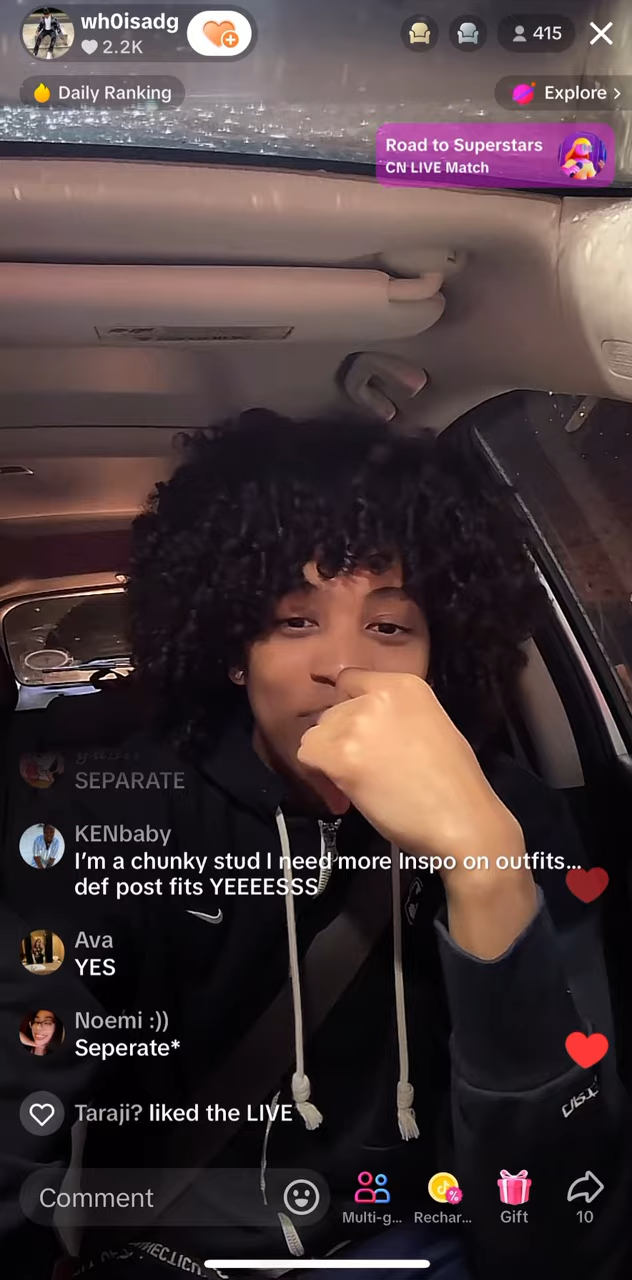 wh0isadg
2.2K
415
Daily Ranking
Explore >
Road to Superstars
CN LIVE Match
SEPARATE
KENbaby
I'm a chunky stud I need more Inspo on outfits...
def post fits YEEEESSS
Ava
YES
Noemi :))
Seperate*
Taraji? liked the LIVE
Comment
Multi-g...
Rechar...
Gift
10